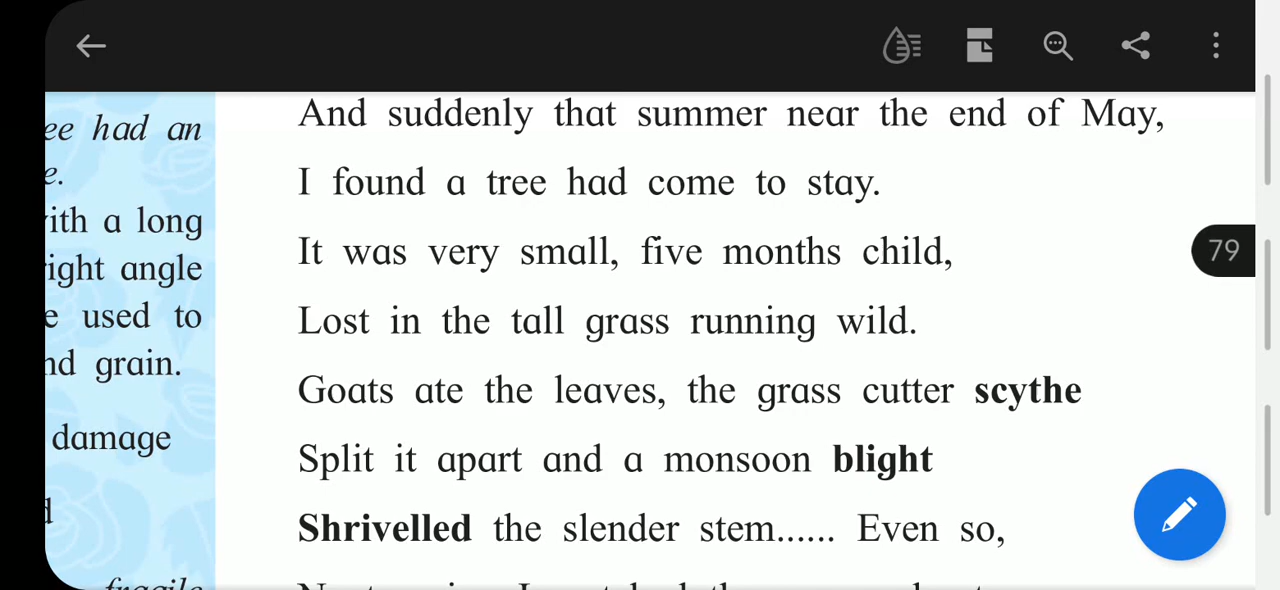 ee had an
e.
with a long
right angle
e used to
nd grain.
damage
fragile
And suddenly that summer near the end of May,
I found a tree had come to stay.
It was very small, five months child,
Lost in the tall grass running wild.
Goats ate the leaves, the grass cutter scythe
Split it apart and a monsoon blight
Shrivelled the slender stem...... Even so,
79